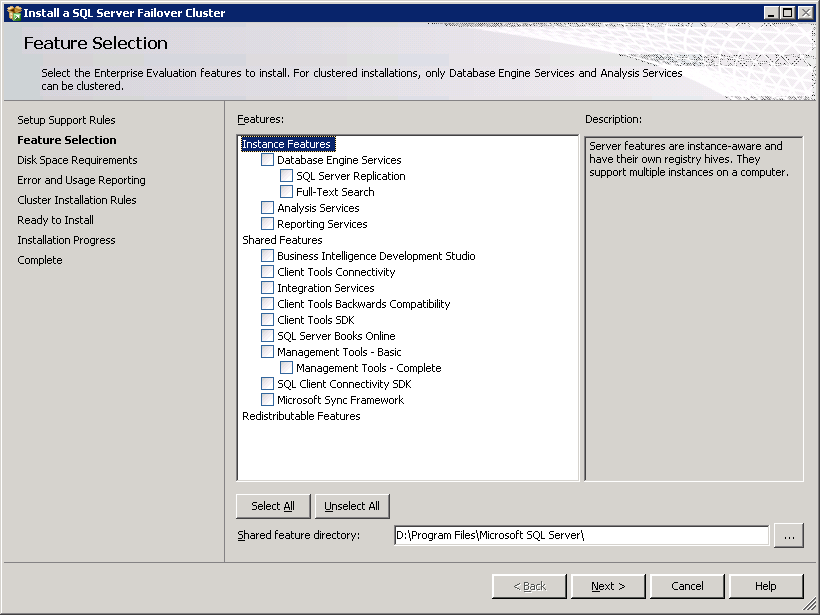 Install a SQL Server Failover Cluster
Feature Selection
Select the Enterprise Evaluation features to install. For clustered installations, only Database Engine Services and Analysis Services
can be clustered.
Setup Support Rules
Feature Selection
Disk Space Requirements
Error and Usage Reporting
Cluster Installation Rules
Ready to Install
Installation Progress
Complete
Features:
Instance Features
Database Engine Services
SQL Server Replication
Full-Text Search
Analysis Services
Reporting Services
Shared Features
Business Intelligence Development Studio
Client Tools Connectivity
Integration Services
Client Tools Backwards Compatibility
Client Tools SDK
SQL Server Books Online
Management Tools - Basic
Management Tools - Complete
SQL Client Connectivity SDK
Microsoft Sync Framework
Redistributable Features
Description:
Server features are instance-aware and
have their own registry hives. They
support multiple instances on a computer.
Select All
Unselect All
Shared feature directory:
D:\Program Files\Microsoft SQL Server\
...
< Back
Next >
Cancel
Help